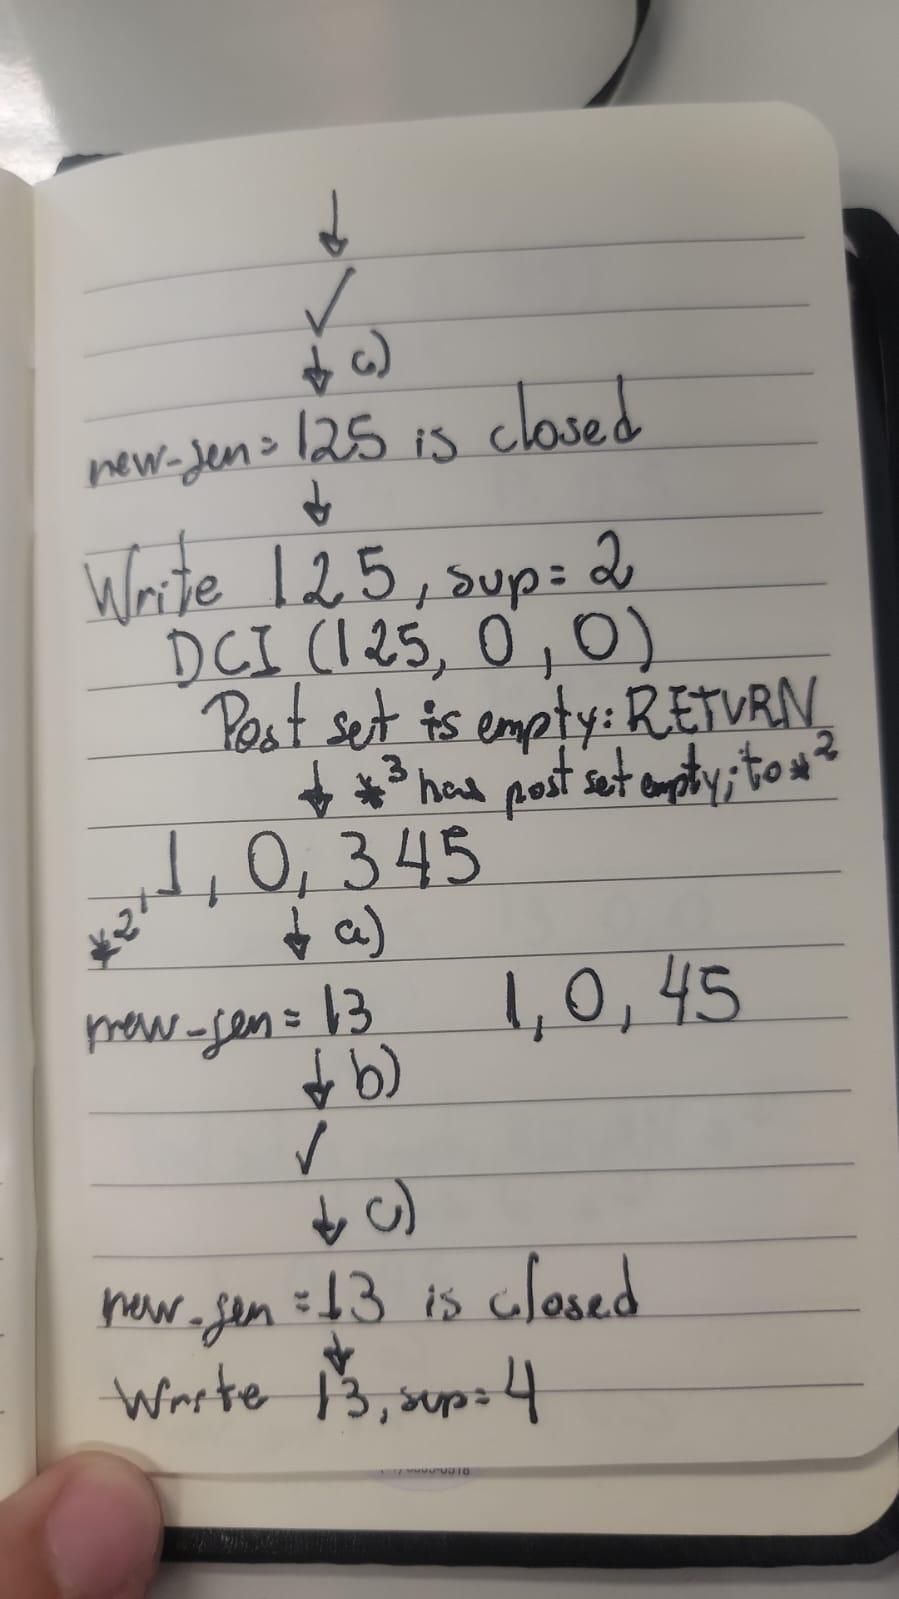 ↓
✓
↓ c)
new-gen= 125 is closed
↓
Write 125, sup= 2
DCI (125, 0, 0)
Post set is empty: RETURN
↓ *3 has post set empty; to *2
*2, 1, 0, 345
↓ a)
new-gen= 13 1, 0, 45
↓ b)
✓
↓ c)
new-gen = 13 is closed
↓
Write 13, sup= 4